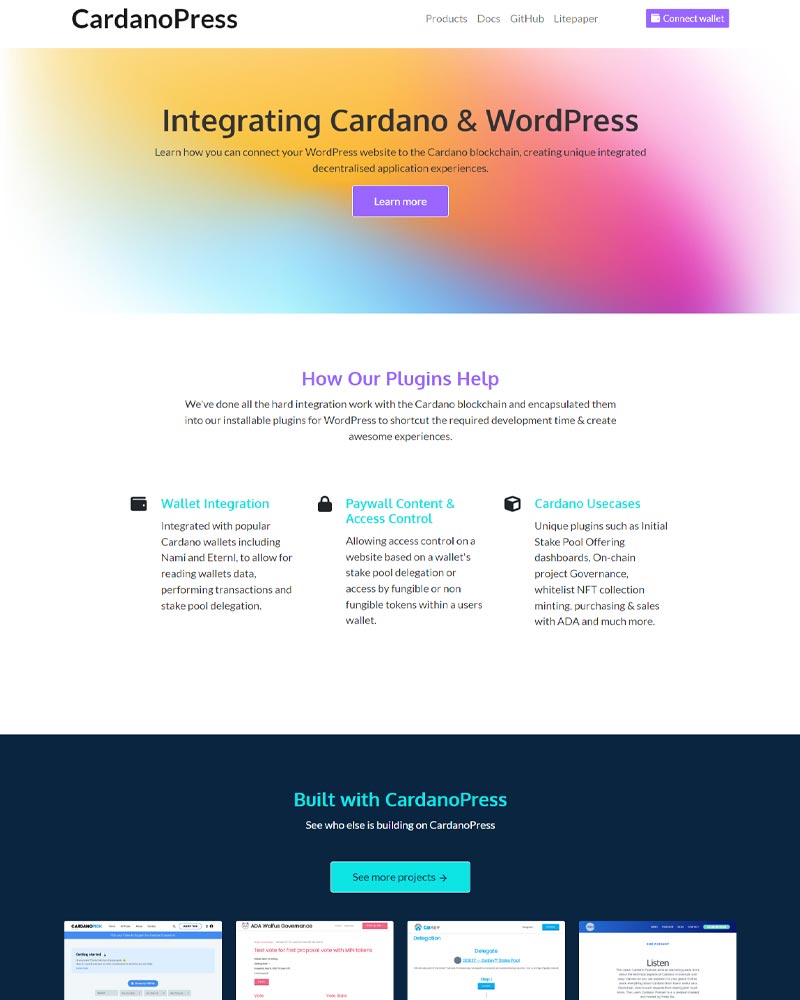 CardanoPress
Products Docs GitHub Litepaper
Connect wallet
Integrating Cardano & WordPress
Learn how you can connect your WordPress website to the Cardano blockchain, creating unique integrated
decentralised application experiences.
Learn more
How Our Plugins Help
We've done all the hard integration work with the Cardano blockchain and encapsulated them
into our installable plugins for WordPress to shortcut the required development time & create
awesome experiences.
Wallet Integration
Integrated with popular
Cardano wallets including
Nami and Eternl, to allow for
reading wallets data,
performing transactions and
stake pool delegation.
Paywall Content &
Access Control
Allowing access control on a
website based on a wallet's
stake pool delegation or
access by fungible or non
fungible tokens within a users
wallet.
Cardano Usecases
Unique plugins such as Initial
Stake Pool Offering
dashboards, On-chain
project Governance,
whitelist NFT collection
minting, purchasing & sales
with ADA and much more.
Built with CardanoPress
See who else is building on CardanoPress
See more projects →
Getting started
ADA Walfus Governance
Test vote for first proposal vote with MPI tokens
Vote
Vote Stats
Delegation
Delegate
Step 1
Listen